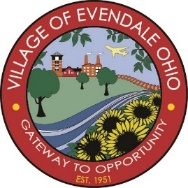 VILLAGE OF EVENDALE OHIO
GATEWAY TO OPPORTUNITY
EST. 1951